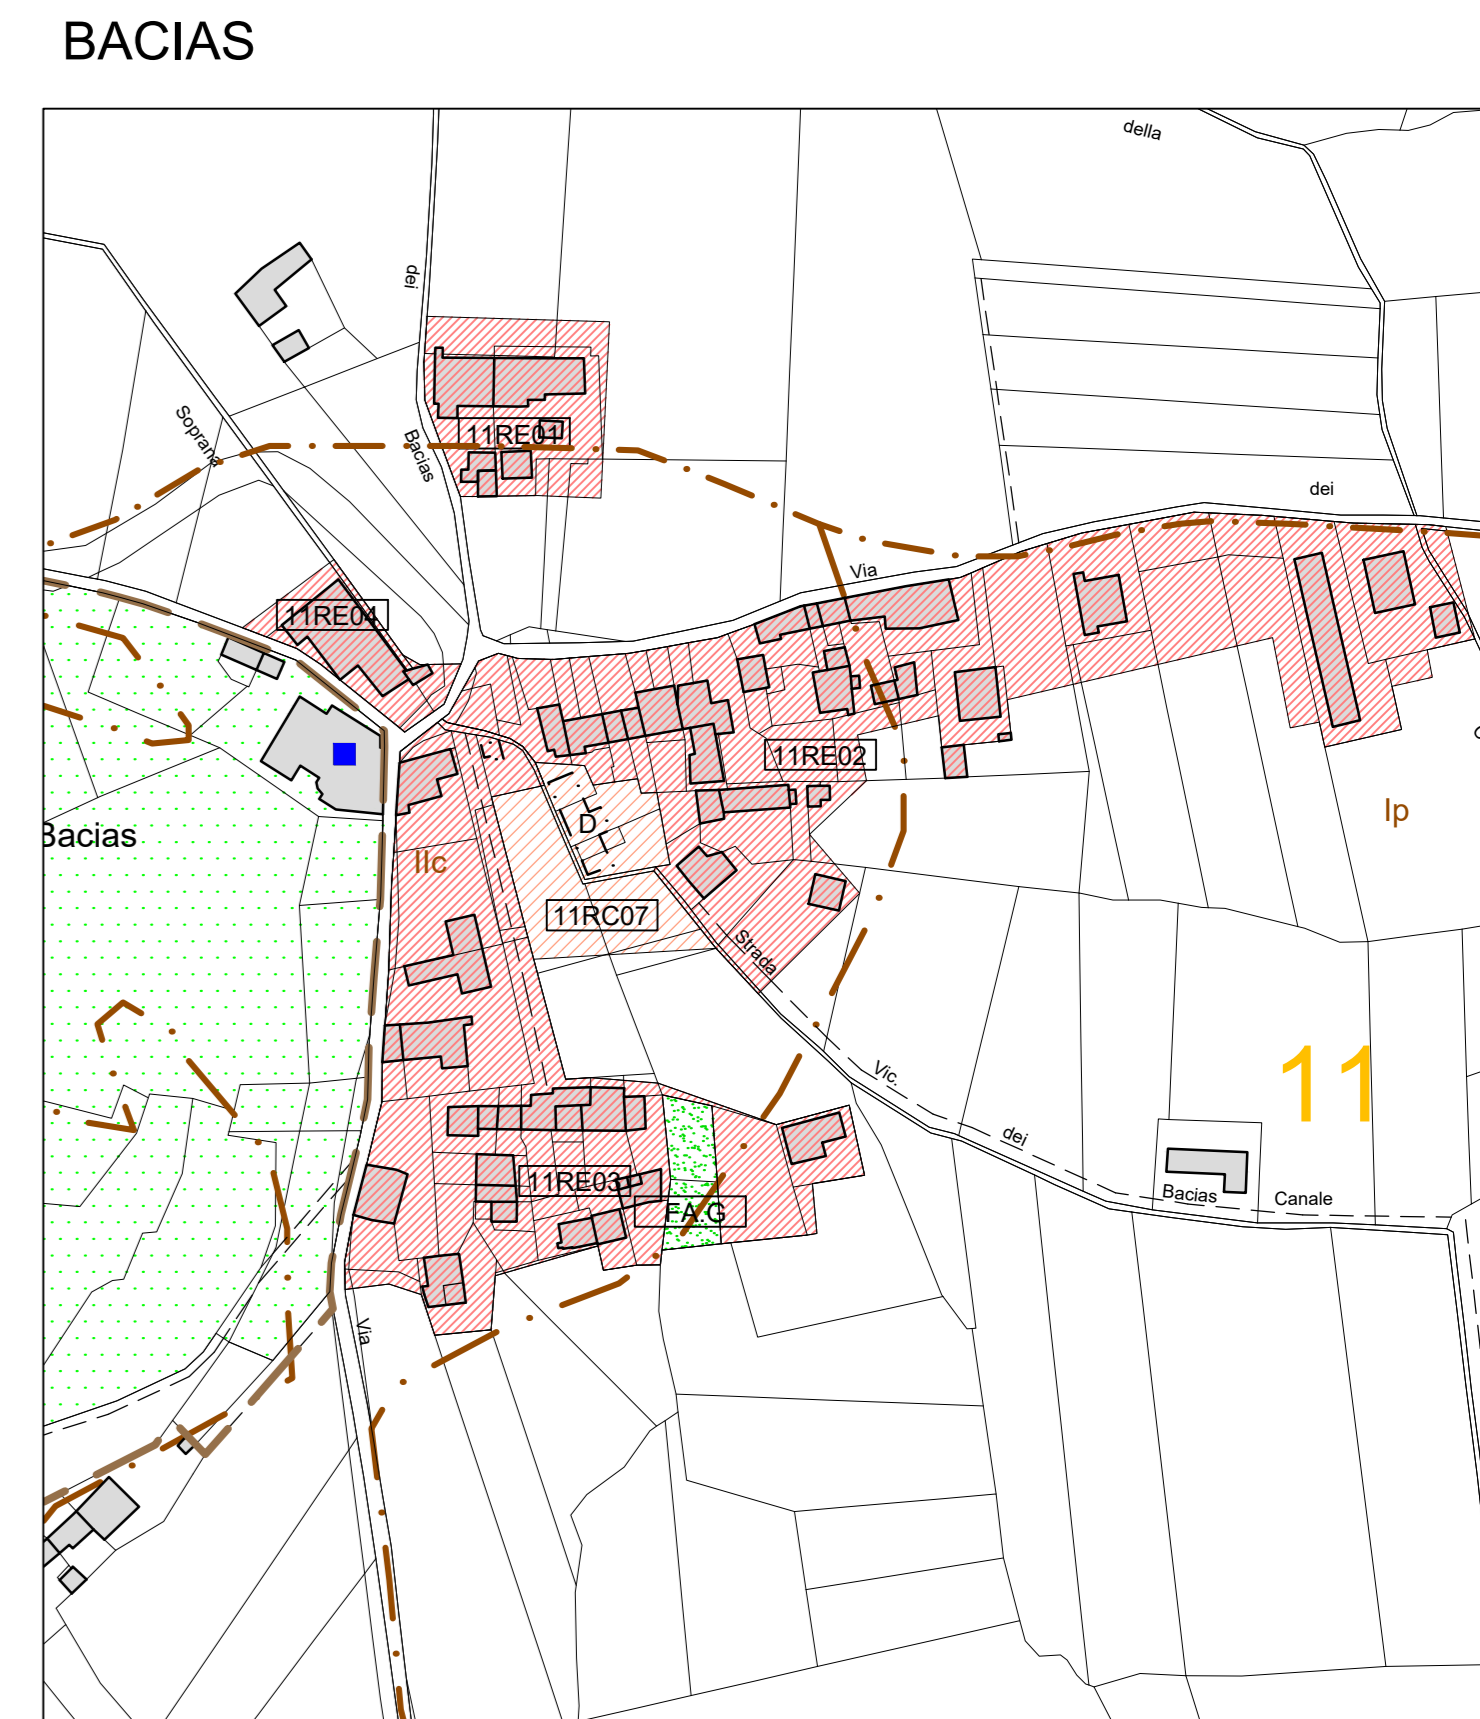 BACIAS
della
dei
Soprana
Bacias
11RE01
dei
Via
11RE04
11RE02
Ip
D
Bacias
IIc
11RC07
Strada
Vic.
11
dei
11RE03
Bacias
Canale
FA.G
Via